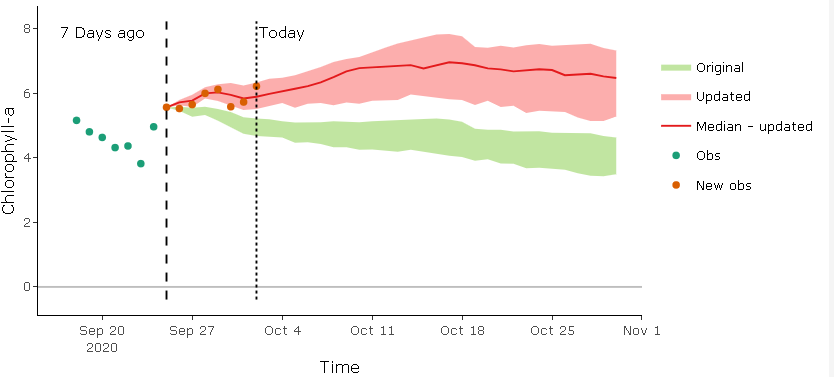 7 Days ago
Today
8
6
4
2
0
Chlorophyll-a
Sep 20
2020
Sep 27
Oct 4
Oct 11
Oct 18
Oct 25
Nov 1
Time
Original
Updated
Median - updated
Obs
New obs